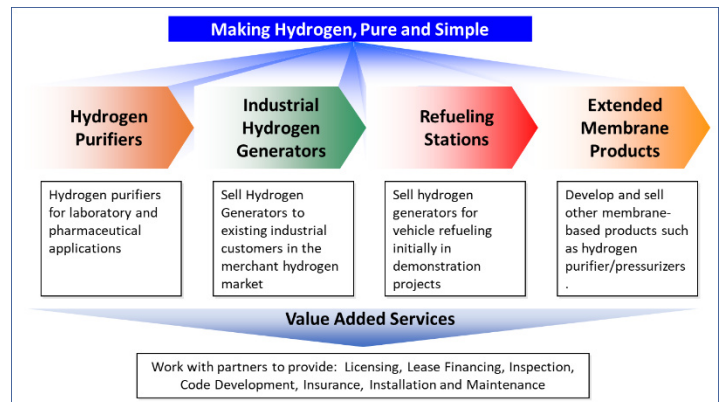 Making Hydrogen, Pure and Simple
Hydrogen
Purifiers
Industrial
Hydrogen
Generators
Refueling
Stations
Extended
Membrane
Products
Hydrogen purifiers
for laboratory and
pharmaceutical
applications
Sell Hydrogen
Generators to
existing industrial
customers in the
merchant hydrogen
market
Sell hydrogen
generators for
vehicle refueling
initially in
demonstration
projects
Develop and sell
other membrane-
based products such
as hydrogen
purifier/pressurizers
.
Value Added Services
Work with partners to provide: Licensing, Lease Financing, Inspection,
Code Development, Insurance, Installation and Maintenance